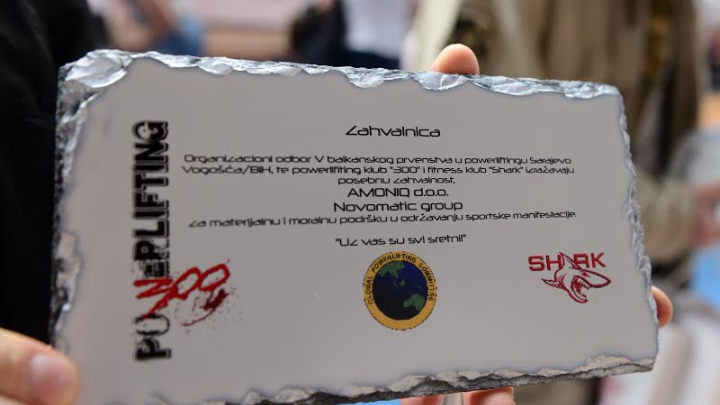 Zahvalnica
Organizacioni odbor V balkanskog prvenstva u powerliftingu Sarajevo
Vogošća/BIH, te powerlifiting klub "300" i fitness klub "Shark" izražavaju
posebnu zahvalnost,
AMONIQ d.o.o.
Novomatic group
za materijalnu i moralnu podršku u održavanju sportske manifestacije.
"Uz vas su svi sretni!"
POWERLIFTING
300
GLOBAL POWERLIFTING COMMITTEE
SHARK